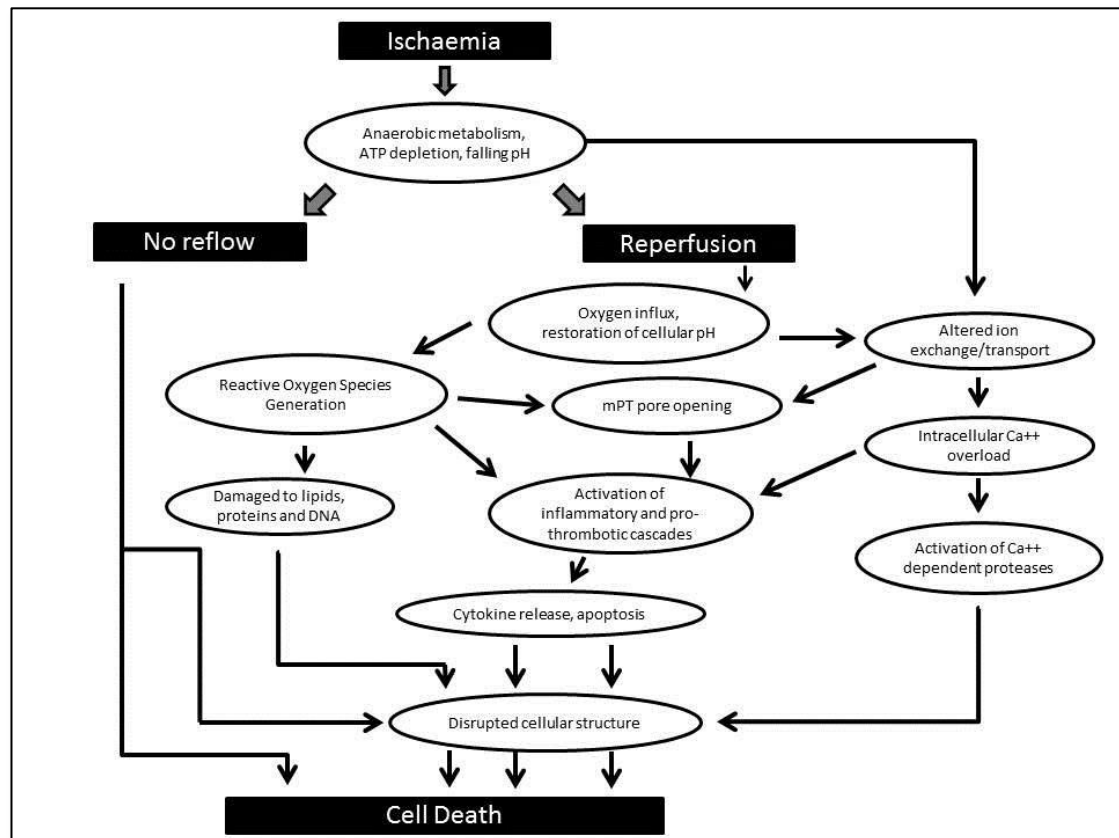 Ischaemia
Anaerobic metabolism,
ATP depletion, falling pH
No reflow
Reperfusion
Oxygen influx,
restoration of cellular pH
Altered ion
exchange/transport
Reactive Oxygen Species
Generation
mPT pore opening
Intracellular Ca++
overload
Damaged to lipids,
proteins and DNA
Activation of
inflammatory and pro-
thrombotic cascades
Activation of Ca++
dependent proteases
Cytokine release, apoptosis
Disrupted cellular structure
Cell Death